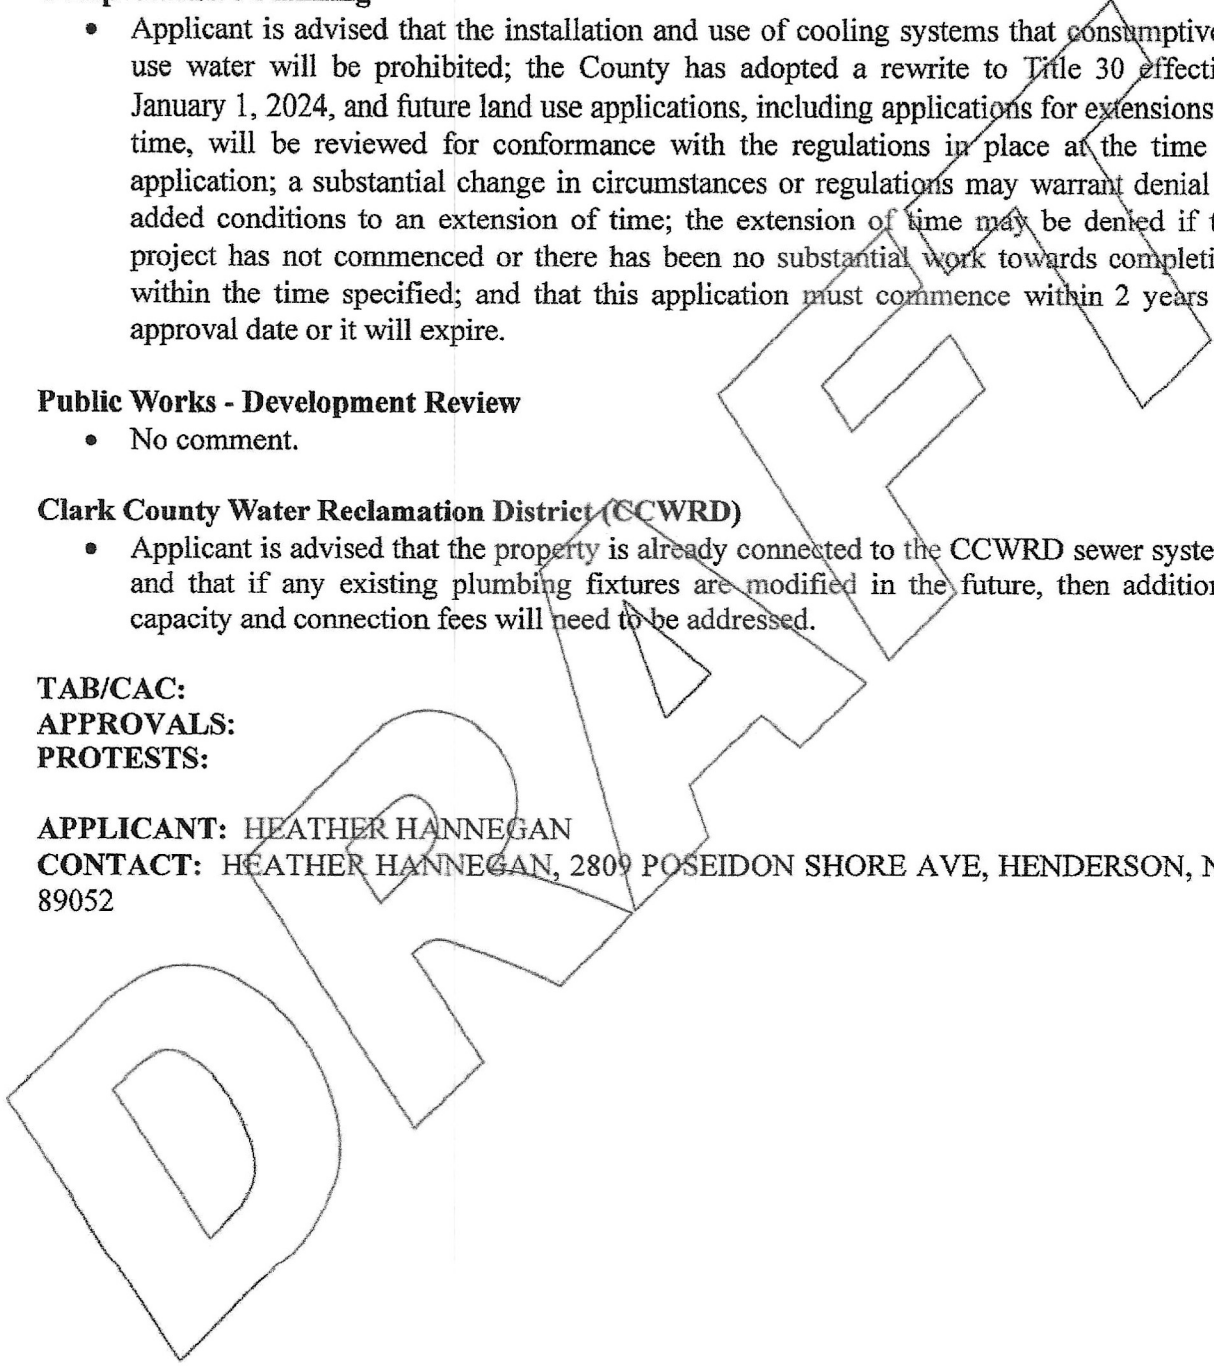 • Applicant is advised that the installation and use of cooling systems that consumptive
use water will be prohibited; the County has adopted a rewrite to Title 30 effecti
January 1, 2024, and future land use applications, including applications for extensions
time, will be reviewed for conformance with the regulations in place at the time
application; a substantial change in circumstances or regulations may warrant denial
added conditions to an extension of time; the extension of time may be denied if t
project has not commenced or there has been no substantial work towards completi
within the time specified; and that this application must commence within 2 years
approval date or it will expire.
Public Works - Development Review
• No comment.
Clark County Water Reclamation District (CCWRD)
• Applicant is advised that the property is already connected to the CCWRD sewer syste
and that if any existing plumbing fixtures are modified in the future, then addition
capacity and connection fees will need to be addressed.
TAB/CAC:
APPROVALS:
PROTESTS:
APPLICANT: HEATHER HANNEGAN
CONTACT: HEATHER HANNEGAN, 2809 POSEIDON SHORE AVE, HENDERSON, N
89052
DRAFT